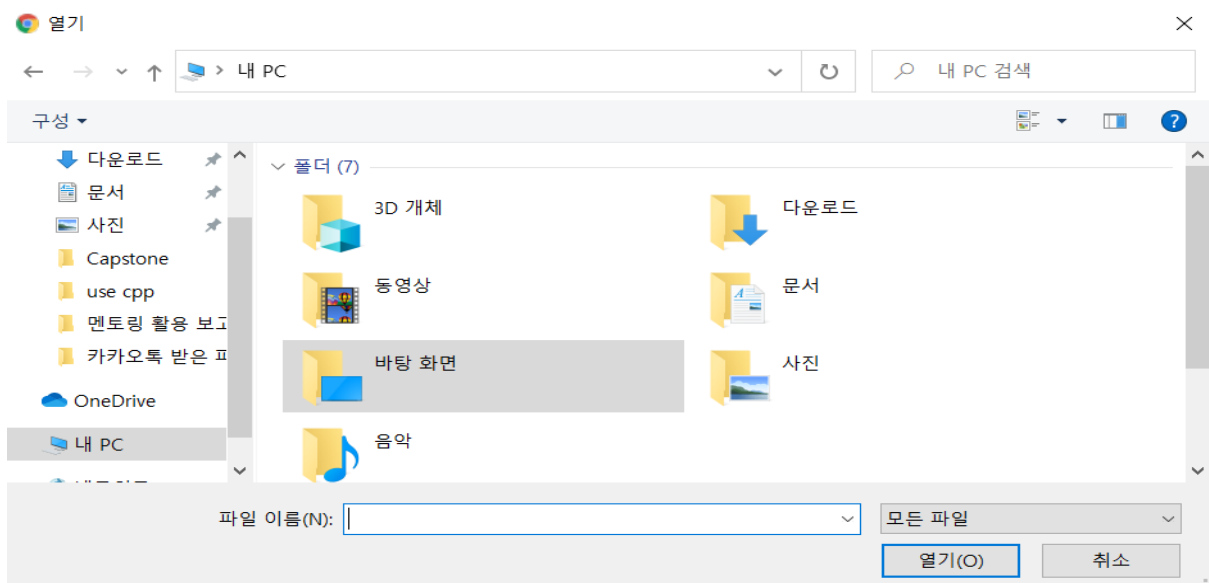 열기
내 PC
내 PC 검색
구성
다운로드
문서
사진
Capstone
use cpp
멘토링 활용 보고
카카오톡 받은
OneDrive
내 PC
폴더 (7)
3D 개체
다운로드
동영상
문서
바탕 화면
사진
음악
파일 이름(N):
모든 파일
열기(O)
취소